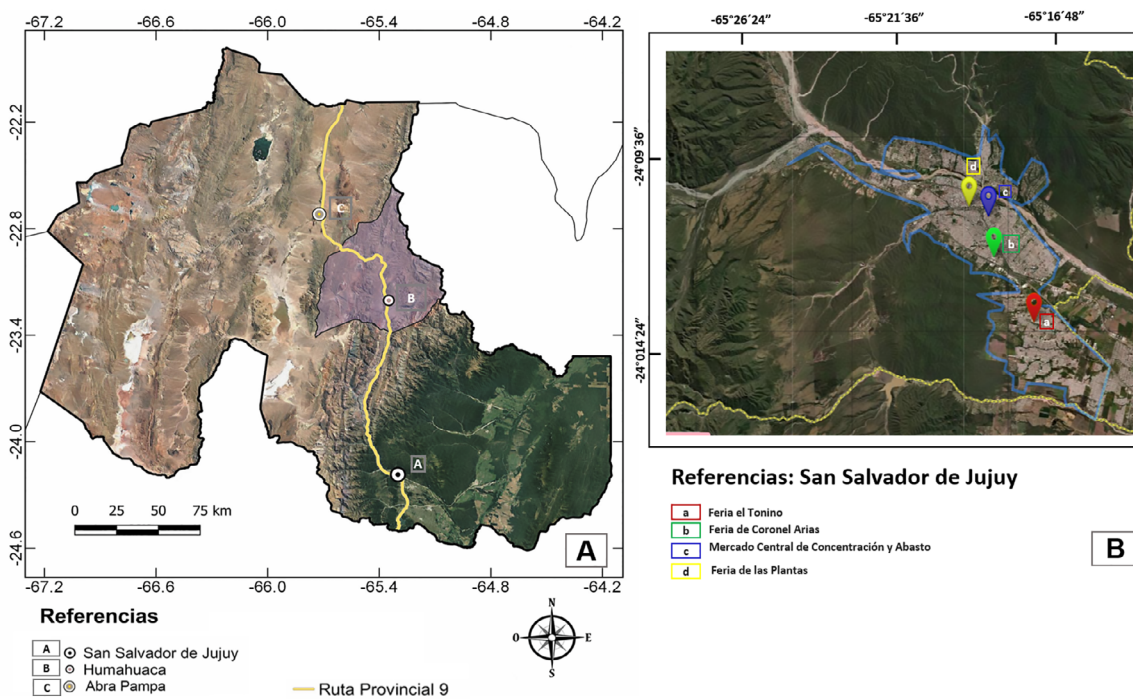 -67.2 -66.6 -66.0 -65.4 -64.8 -64.2
-22.2
-22.8
-23.4
-24.0
-24.6
C
B
A
0 25 50 75 km
A
-67.2 -66.6 -66.0 -65.4 -64.8 -64.2
Referencias
A San Salvador de Jujuy
B Humahuaca
C Abra Pampa
Ruta Provincial 9
N
O E
S
-65°26'24" -65°21'36" -65°16'48"
-24°09'36"
-24°014'24"
d
c
b
a
Referencias: San Salvador de Jujuy
a Feria el Tonino
b Feria de Coronel Arias
c Mercado Central de Concentración y Abasto
d Feria de las Plantas
B